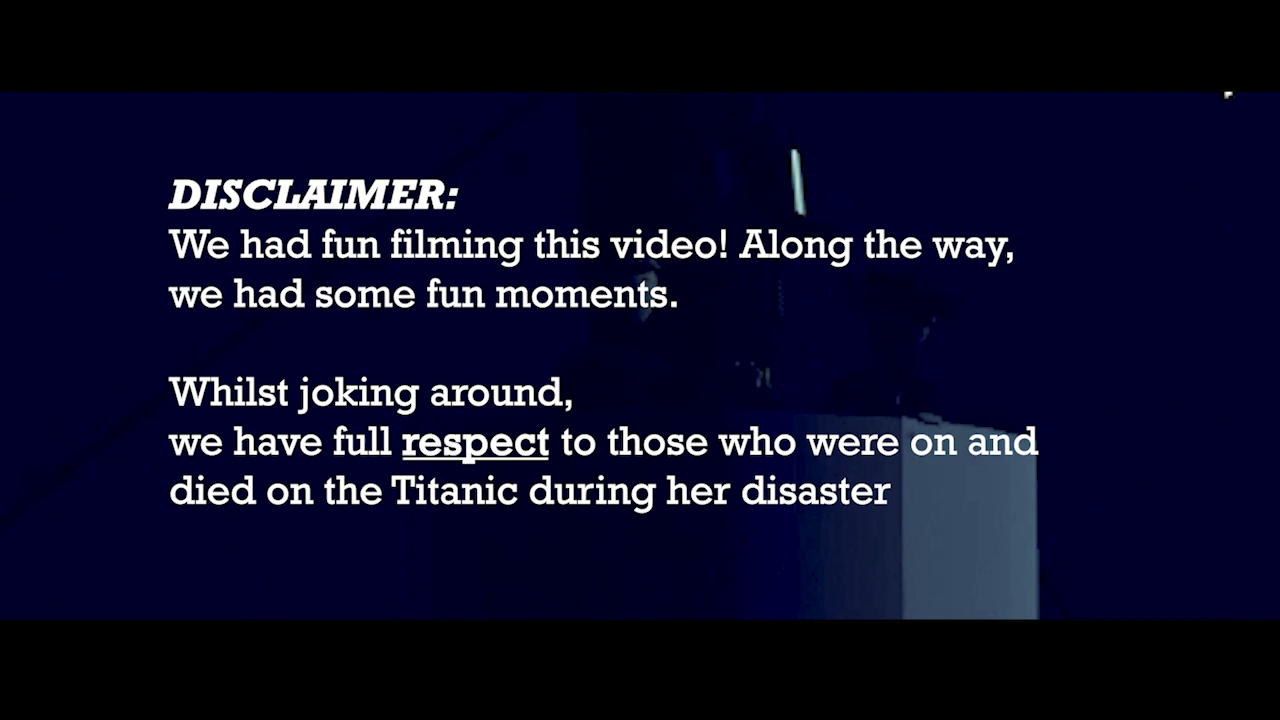 DISCLAIMER:
We had fun filming this video! Along the way,
we had some fun moments.
Whilst joking around,
we have full respect to those who were on and
died on the Titanic during her disaster